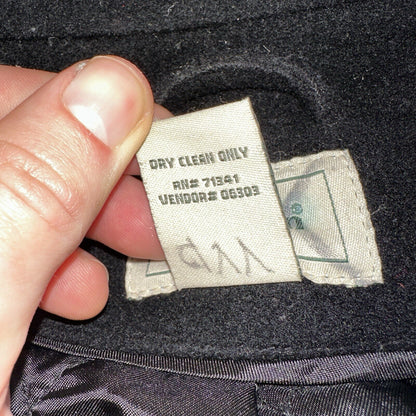 DRY CLEAN ONLY
RN# 71341
VENDOR# 06303